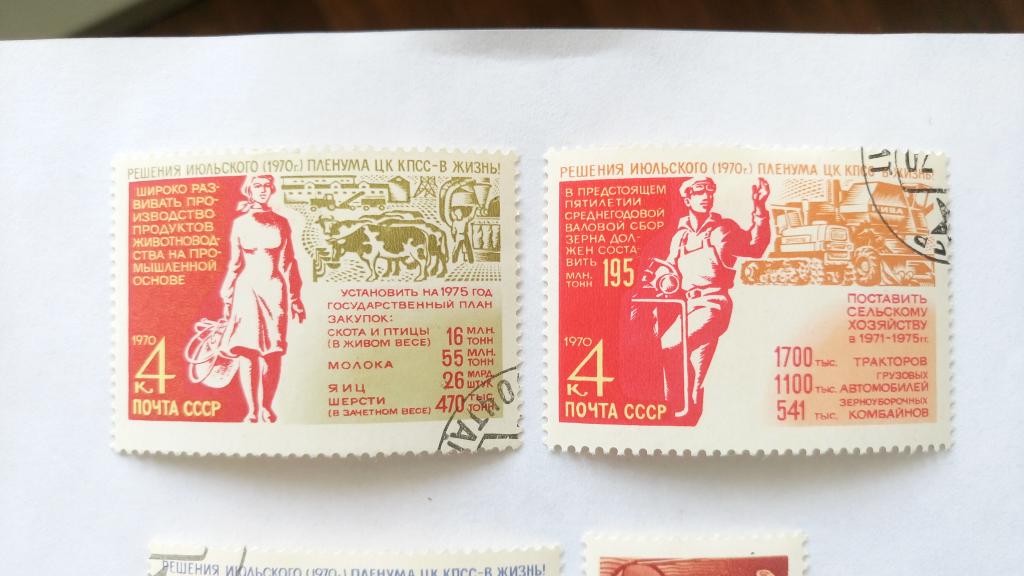 РЕШЕНИЯ ИЮЛЬСКОГО (1970г.) ПЛЕНУМА ЦК КПСС-В ЖИЗНЬ!
ШИРОКО РАЗ-
ВИВАТЬ ПРО-
ИЗВОДСТВО
ПРОДУКТОВ
ЖИВОТНОВОД-
СТВА НА ПРО-
МЫШЛЕННОЙ
ОСНОВЕ
УСТАНОВИТЬ НА 1975 ГОД
ГОСУДАРСТВЕННЫЙ ПЛАН
ЗАКУПОК:
СКОТА И ПТИЦЫ
(В ЖИВОМ ВЕСЕ) 16 МЛН. ТОНН
МОЛОКА 55 МЛН. ТОНН
ЯИЦ 26 МЛРД ШТУК
ШЕРСТИ
(В ЗАЧЕТНОМ ВЕСЕ) 470 ТЫС. ТОНН
1970
4 к.
ПОЧТА СССР
ПОЧТАМ
РЕШЕНИЯ ИЮЛЬСКОГО (1970г.) ПЛЕНУМА ЦК КПСС-В ЖИЗНЬ
В ПРЕДСТОЯЩЕМ
ПЯТИЛЕТИИ
СРЕДНЕГОДОВОЙ
ВАЛОВОЙ СБОР
ЗЕРНА ДОЛ-
ЖЕН СОСТА-
ВИТЬ 195
МЛН. ТОНН
ПОСТАВИТЬ
СЕЛЬСКОМУ
ХОЗЯЙСТВУ
в 1971-1975гг.
1700 тыс. ТРАКТОРОВ
ГРУЗОВЫХ
1100 тыс. АВТОМОБИЛЕЙ
ЗЕРНОУБОРОЧНЫХ
541 тыс. КОМБАЙНОВ
1970
4 к.
ПОЧТА СССР
РЕШЕНИЯ ИЮЛЬСКОГО (1970г.) ПЛЕНУМА ЦК КПСС-В ЖИЗНЬ!